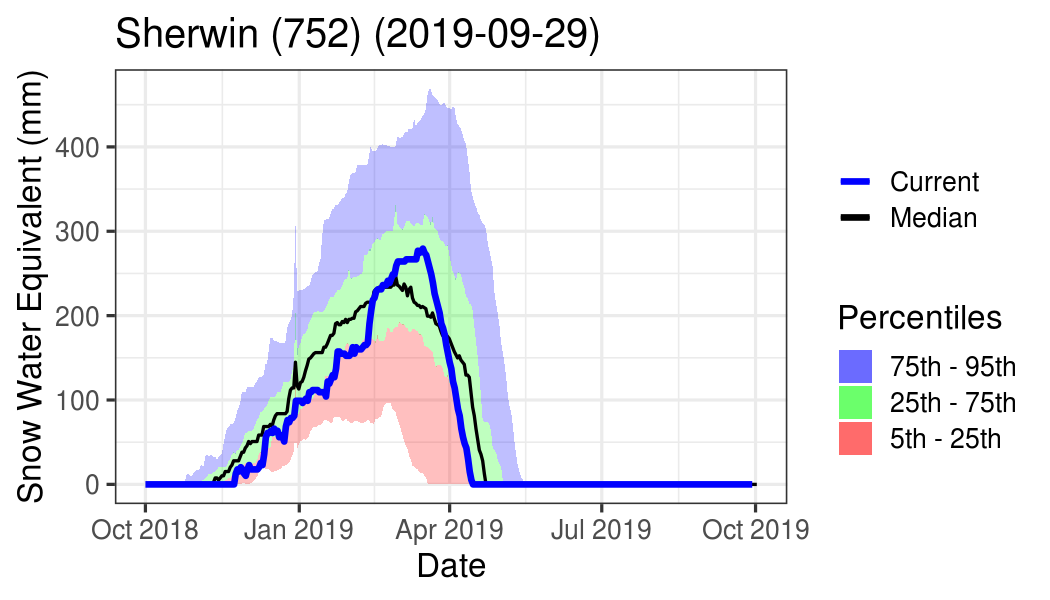 Sherwin (752) (2019-09-29)
Snow Water Equivalent (mm)
400
300
200
100
0
Oct 2018
Jan 2019
Apr 2019
Jul 2019
Oct 2019
Date
Current
Median
Percentiles
75th - 95th
25th - 75th
5th - 25th